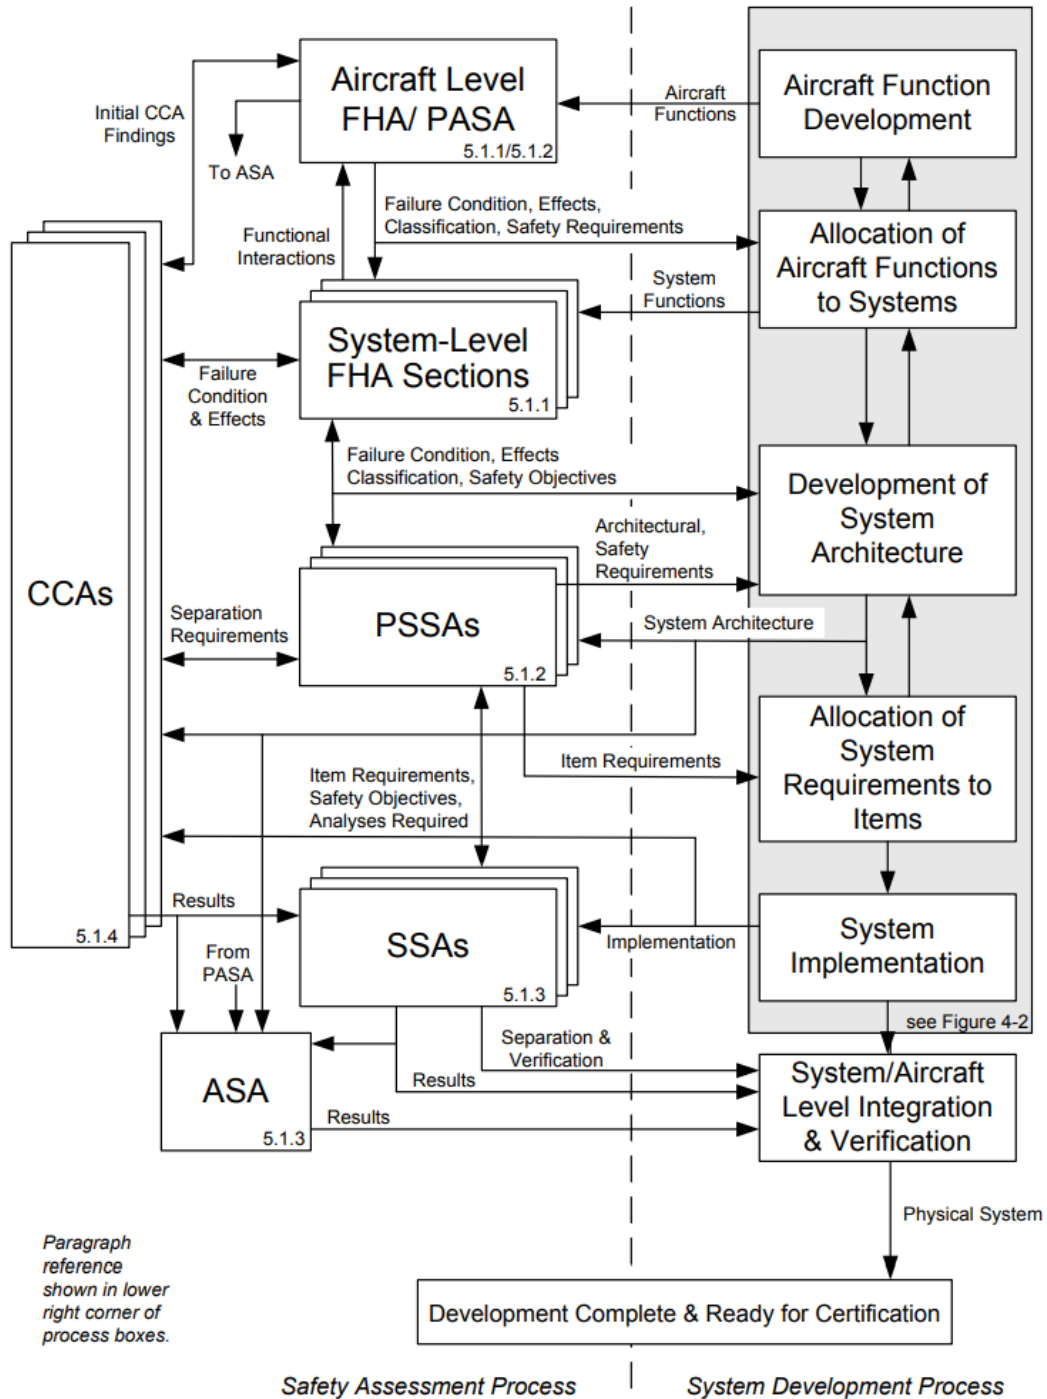 Aircraft Level
FHA/ PASA
5.1.1/5.1.2
Aircraft
Functions
Aircraft Function
Development
Initial CCA
Findings
To ASA
Failure Condition, Effects,
Classification, Safety Requirements
Functional
Interactions
Allocation of
Aircraft Functions
to Systems
System
Functions
System-Level
FHA Sections
5.1.1
Failure
Condition
& Effects
Failure Condition, Effects
Classification, Safety Objectives
Development of
System
Architecture
Architectural,
Safety
Requirements
CCAs
5.1.4
Separation
Requirements
PSSAs
5.1.2
System Architecture
Allocation of
System
Requirements to
Items
Item Requirements
Item Requirements,
Safety Objectives,
Analyses Required
Results
SSAs
5.1.3
Implementation
System
Implementation
see Figure 4-2
From
PASA
ASA
5.1.3
Separation &
Verification
Results
Results
System/Aircraft
Level Integration
& Verification
Physical System
Paragraph
reference
shown in lower
right corner of
process boxes.
Development Complete & Ready for Certification
Safety Assessment Process
System Development Process